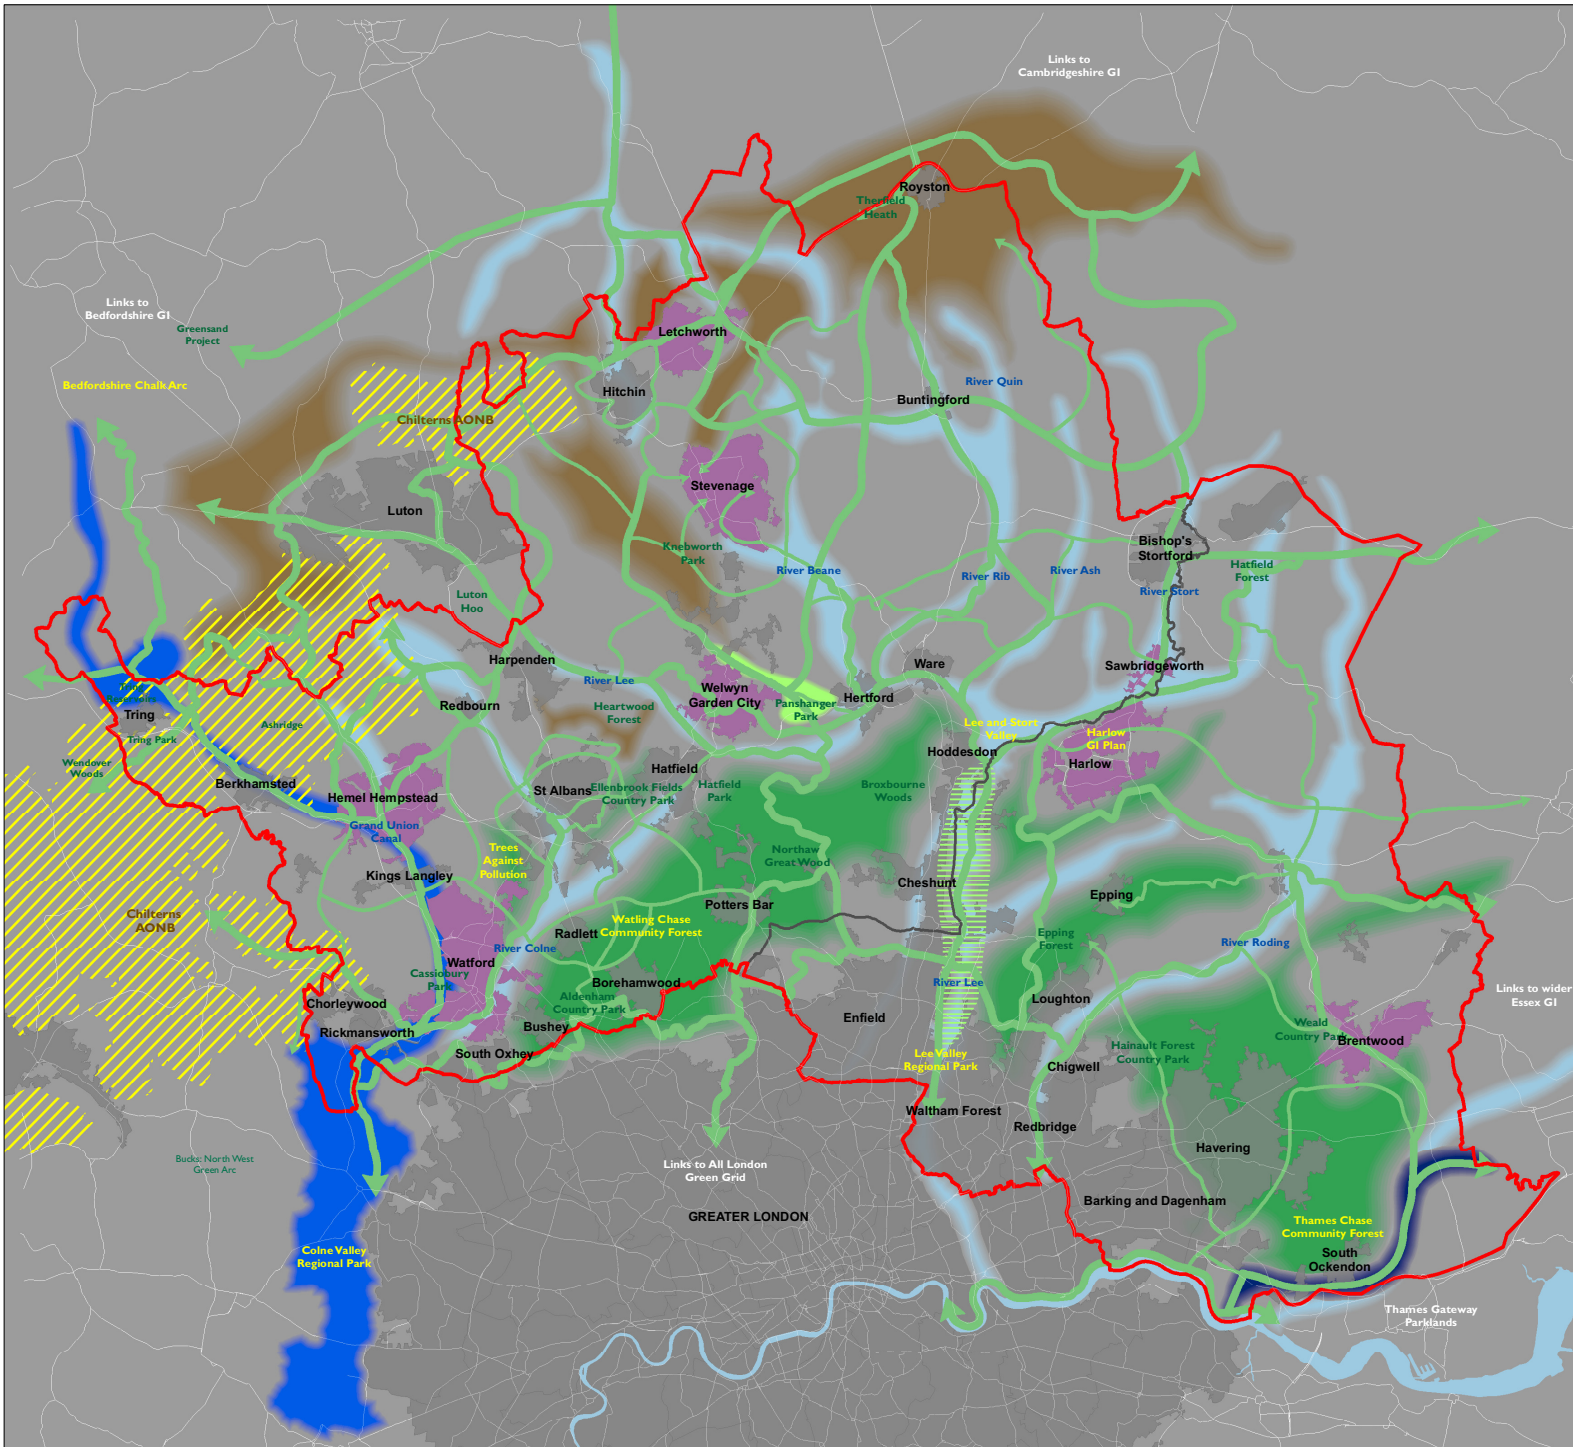 Links to
Cambridgeshire GI
Royston
Therfield
Heath
Links to
Bedfordshire GI
Greensand
Project
Letchworth
Bedfordshire Chalk Arc
River Quin
Hitchin
Buntingford
Chilterns AONB
Stevenage
Luton
Bishop's
Stortford
Knebworth
Park
River Beane
River Rib
River Ash
Hatfield
Forest
River Stort
Luton
Hoo
Harpenden
Ware
Sawbridgeworth
River Lee
Welwyn
Garden City
Hertford
Panshanger
Park
Redbourn
Heartwood
Forest
Tring
Ashridge
Tring Park
Lee and Stort
Valley
Harlow
GI Plan
Hoddesdon
Harlow
Wendover
Woods
Berkhamsted
Hemel Hempstead
Hatfield
St Albans
Ellenbrook Fields
Country Park
Hatfield
Park
Broxbourne
Woods
Grand Union
Canal
Trees
Against
Pollution
Northaw
Great Wood
Kings Langley
Cheshunt
Epping
Chilterns
AONB
Potters Bar
Watling Chase
Community Forest
Radlett
River Colne
Epping
Forest
River Roding
Watford
Cassiobury
Park
Borehamwood
River Lee
Links to wider
Essex GI
Chorleywood
Aldenham
Country Park
Loughton
Rickmansworth
Bushey
Enfield
Weald
Country Park
Brentwood
South Oxhey
Lee Valley
Regional Park
Hainault Forest
Country Park
Chigwell
Waltham Forest
Redbridge
Havering
Bucks: North West
Green Arc
Links to All London
Green Grid
Barking and Dagenham
GREATER LONDON
Thames Chase
Community Forest
Colne Valley
Regional Park
South
Ockendon
Thames Gateway
Parklands